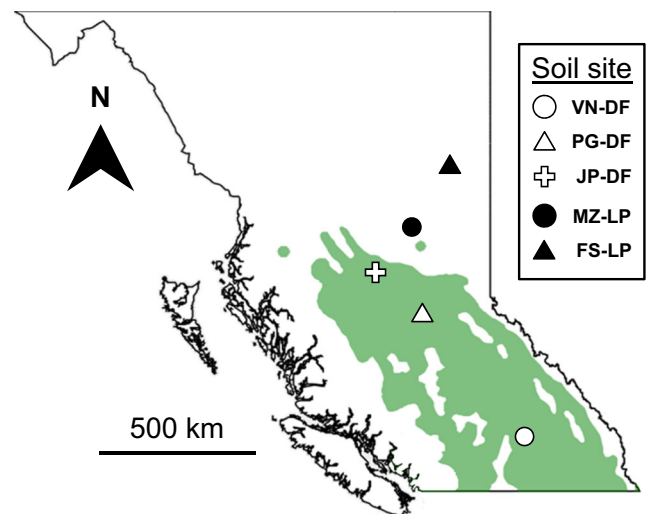 N
Soil site
VN-DF
PG-DF
JP-DF
MZ-LP
FS-LP
500 km